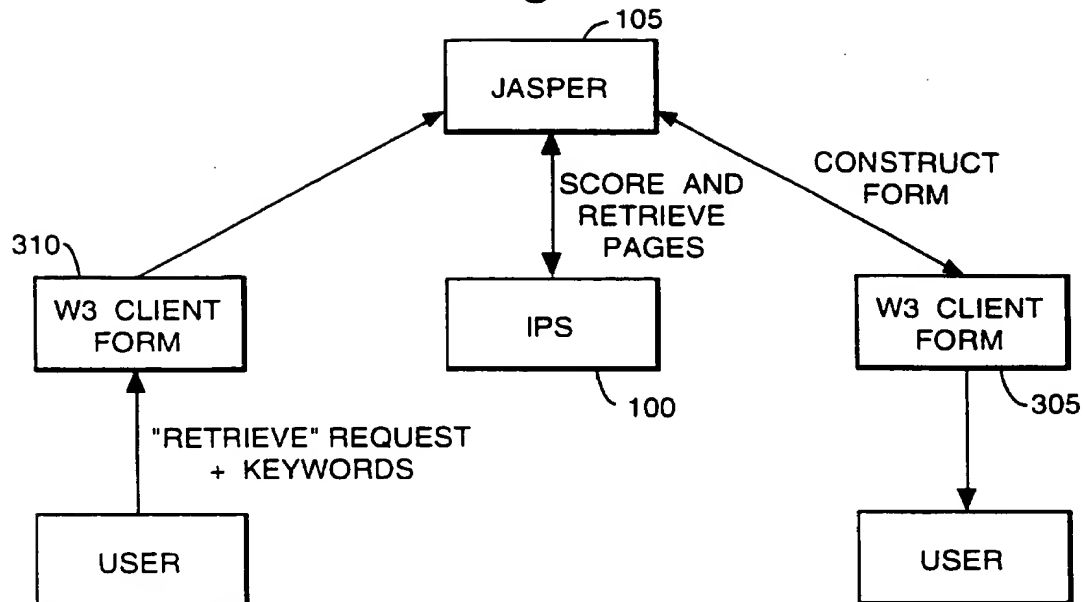 105
JASPER
CONSTRUCT
FORM
SCORE AND
RETRIEVE
PAGES
310
W3 CLIENT
FORM
IPS
W3 CLIENT
FORM
100
305
"RETRIEVE" REQUEST
+ KEYWORDS
USER
USER